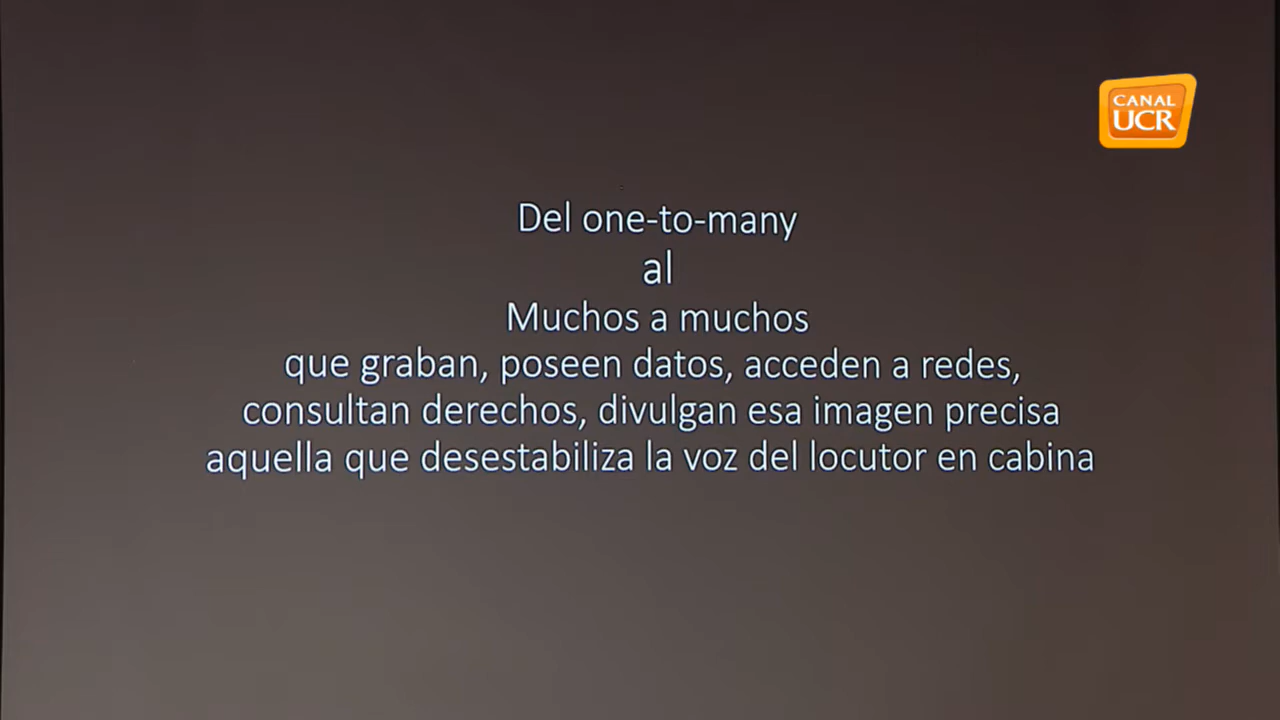 CANAL
UCR
Del one-to-many
al
Muchos a muchos
que graban, poseen datos, acceden a redes,
consultan derechos, divulgan esa imagen precisa
aquella que desestabiliza la voz del locutor en cabina